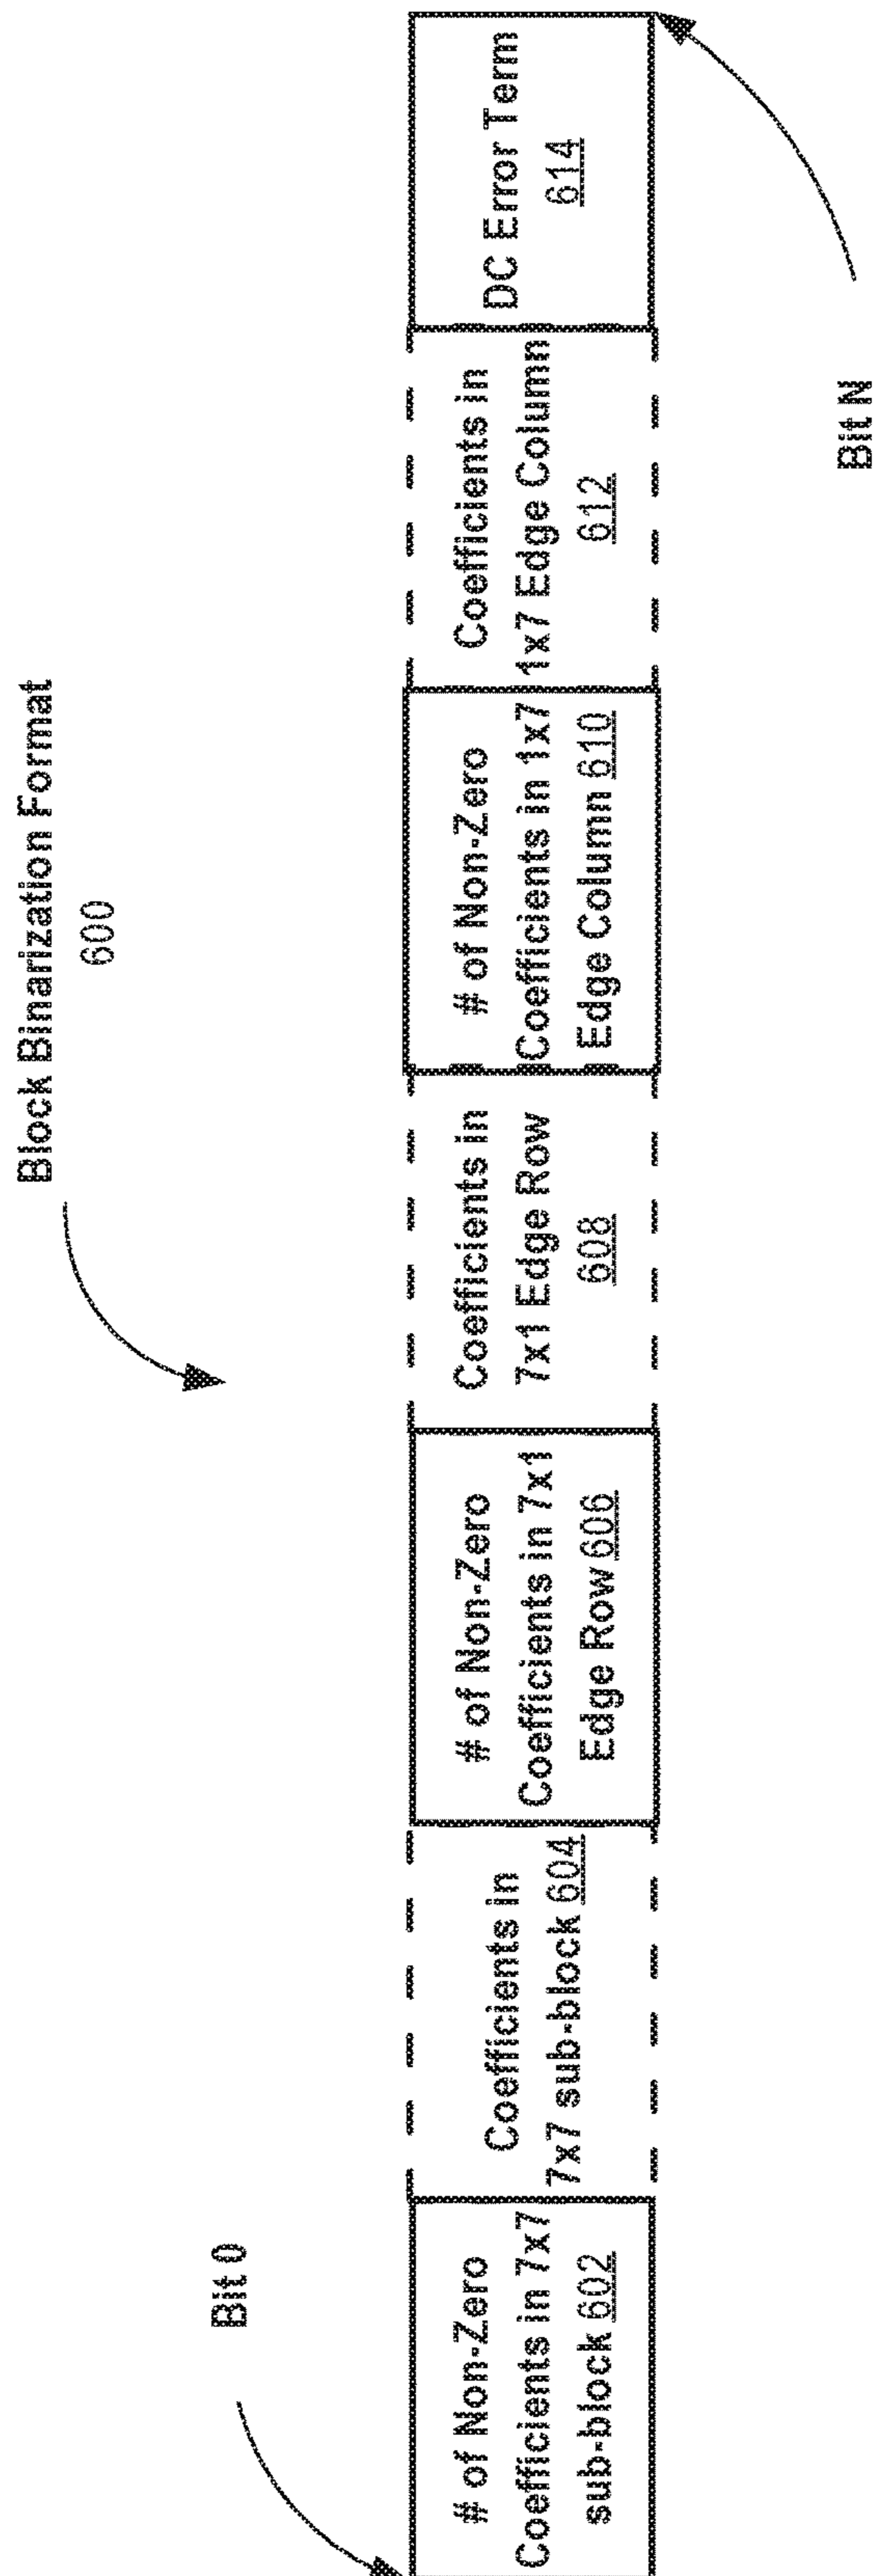 Block Binarization Format
600
Bit 0
# of Non-Zero
Coefficients in 7x7
sub-block 602
Coefficients in
7x7 sub-block 604
# of Non-Zero
Coefficients in 7x1
Edge Row 606
Coefficients in
7x1 Edge Row
608
# of Non-Zero
Coefficients in 1x7
Edge Column 610
Coefficients in
1x7 Edge Column
612
DC Error Term
614
Bit N